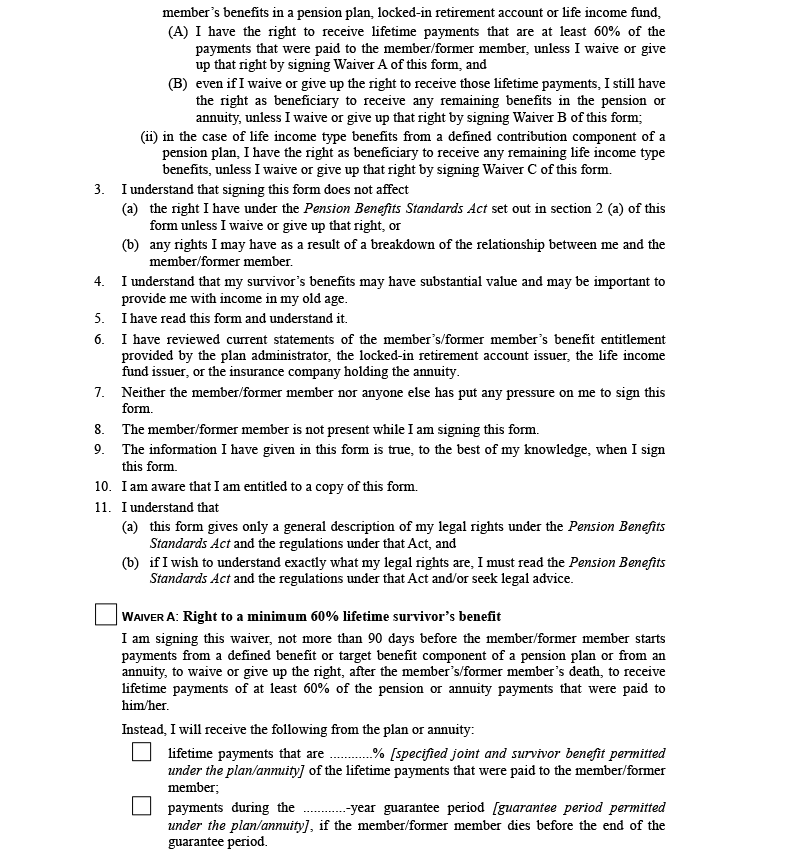 member’s benefits in a pension plan, locked-in retirement account or life income fund,
(A) I have the right to receive lifetime payments that are at least 60% of the
payments that were paid to the member/former member, unless I waive or give
up that right by signing Waiver A of this form, and
(B) even if I waive or give up the right to receive those lifetime payments, I still have
the right as beneficiary to receive any remaining benefits in the pension or
annuity, unless I waive or give up that right by signing Waiver B of this form;
(ii) in the case of life income type benefits from a defined contribution component of a
pension plan, I have the right as beneficiary to receive any remaining life income type
benefits, unless I waive or give up that right by signing Waiver C of this form.
3. I understand that signing this form does not affect
(a) the right I have under the Pension Benefits Standards Act set out in section 2 (a) of this
form unless I waive or give up that right, or
(b) any rights I may have as a result of a breakdown of the relationship between me and the
member/former member.
4. I understand that my survivor’s benefits may have substantial value and may be important to
provide me with income in my old age.
5. I have read this form and understand it.
6. I have reviewed current statements of the member’s/former member’s benefit entitlement
provided by the plan administrator, the locked-in retirement account issuer, the life income
fund issuer, or the insurance company holding the annuity.
7. Neither the member/former member nor anyone else has put any pressure on me to sign this
form.
8. The member/former member is not present while I am signing this form.
9. The information I have given in this form is true, to the best of my knowledge, when I sign
this form.
10. I am aware that I am entitled to a copy of this form.
11. I understand that
(a) this form gives only a general description of my legal rights under the Pension Benefits
Standards Act and the regulations under that Act, and
(b) if I wish to understand exactly what my legal rights are, I must read the Pension Benefits
Standards Act and the regulations under that Act and/or seek legal advice.
WAIVER A: Right to a minimum 60% lifetime survivor’s benefit
I am signing this waiver, not more than 90 days before the member/former member starts
payments from a defined benefit or target benefit component of a pension plan or from an
annuity, to waive or give up the right, after the member’s/former member’s death, to receive
lifetime payments of at least 60% of the pension or annuity payments that were paid to
him/her.
Instead, I will receive the following from the plan or annuity:
lifetime payments that are ............% [specified joint and survivor benefit permitted
under the plan/annuity] of the lifetime payments that were paid to the member/former
member;
payments during the ............-year guarantee period [guarantee period permitted
under the plan/annuity], if the member/former member dies before the end of the
guarantee period.